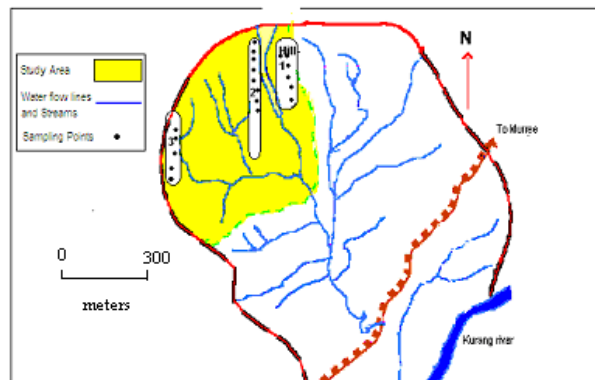 Study Area
Water flow lines
and Streams
Sampling Points
Hill
1
2
3
N
To Murree
0 300
meters
Kurang river